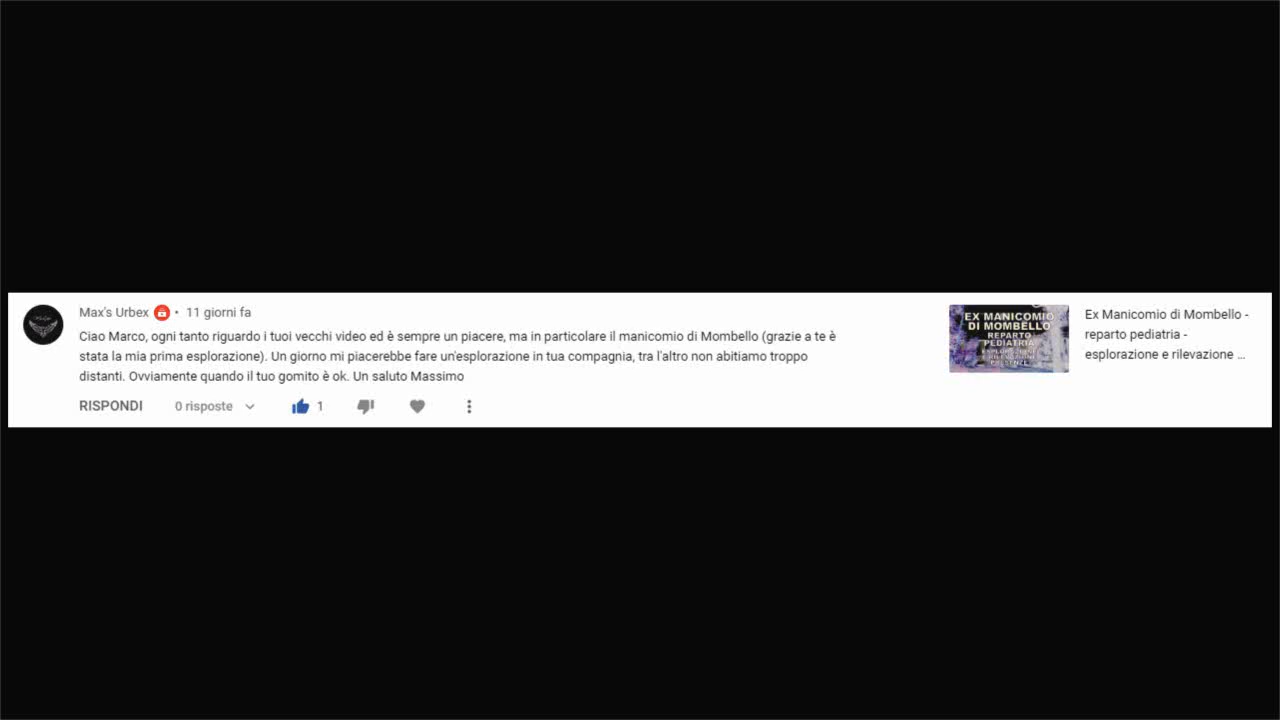 Max's Urbex • 11 giorni fa
Ciao Marco, ogni tanto riguardo i tuoi vecchi video ed è sempre un piacere, ma in particolare il manicomio di Mombello (grazie a te è
stata la mia prima esplorazione). Un giorno mi piacerebbe fare un'esplorazione in tua compagnia, tra l'altro non abitiamo troppo
distanti. Ovviamente quando il tuo gomito è ok. Un saluto Massimo
RISPONDI 0 risposte 1
EX MANICOMIO
DI MOMBELLO
REPARTO
PEDIATRIA
ESPLORAZIONE
E RILEVAZIONE
PRESENZE
Ex Manicomio di Mombello -
reparto pediatria -
esplorazione e rilevazione ...